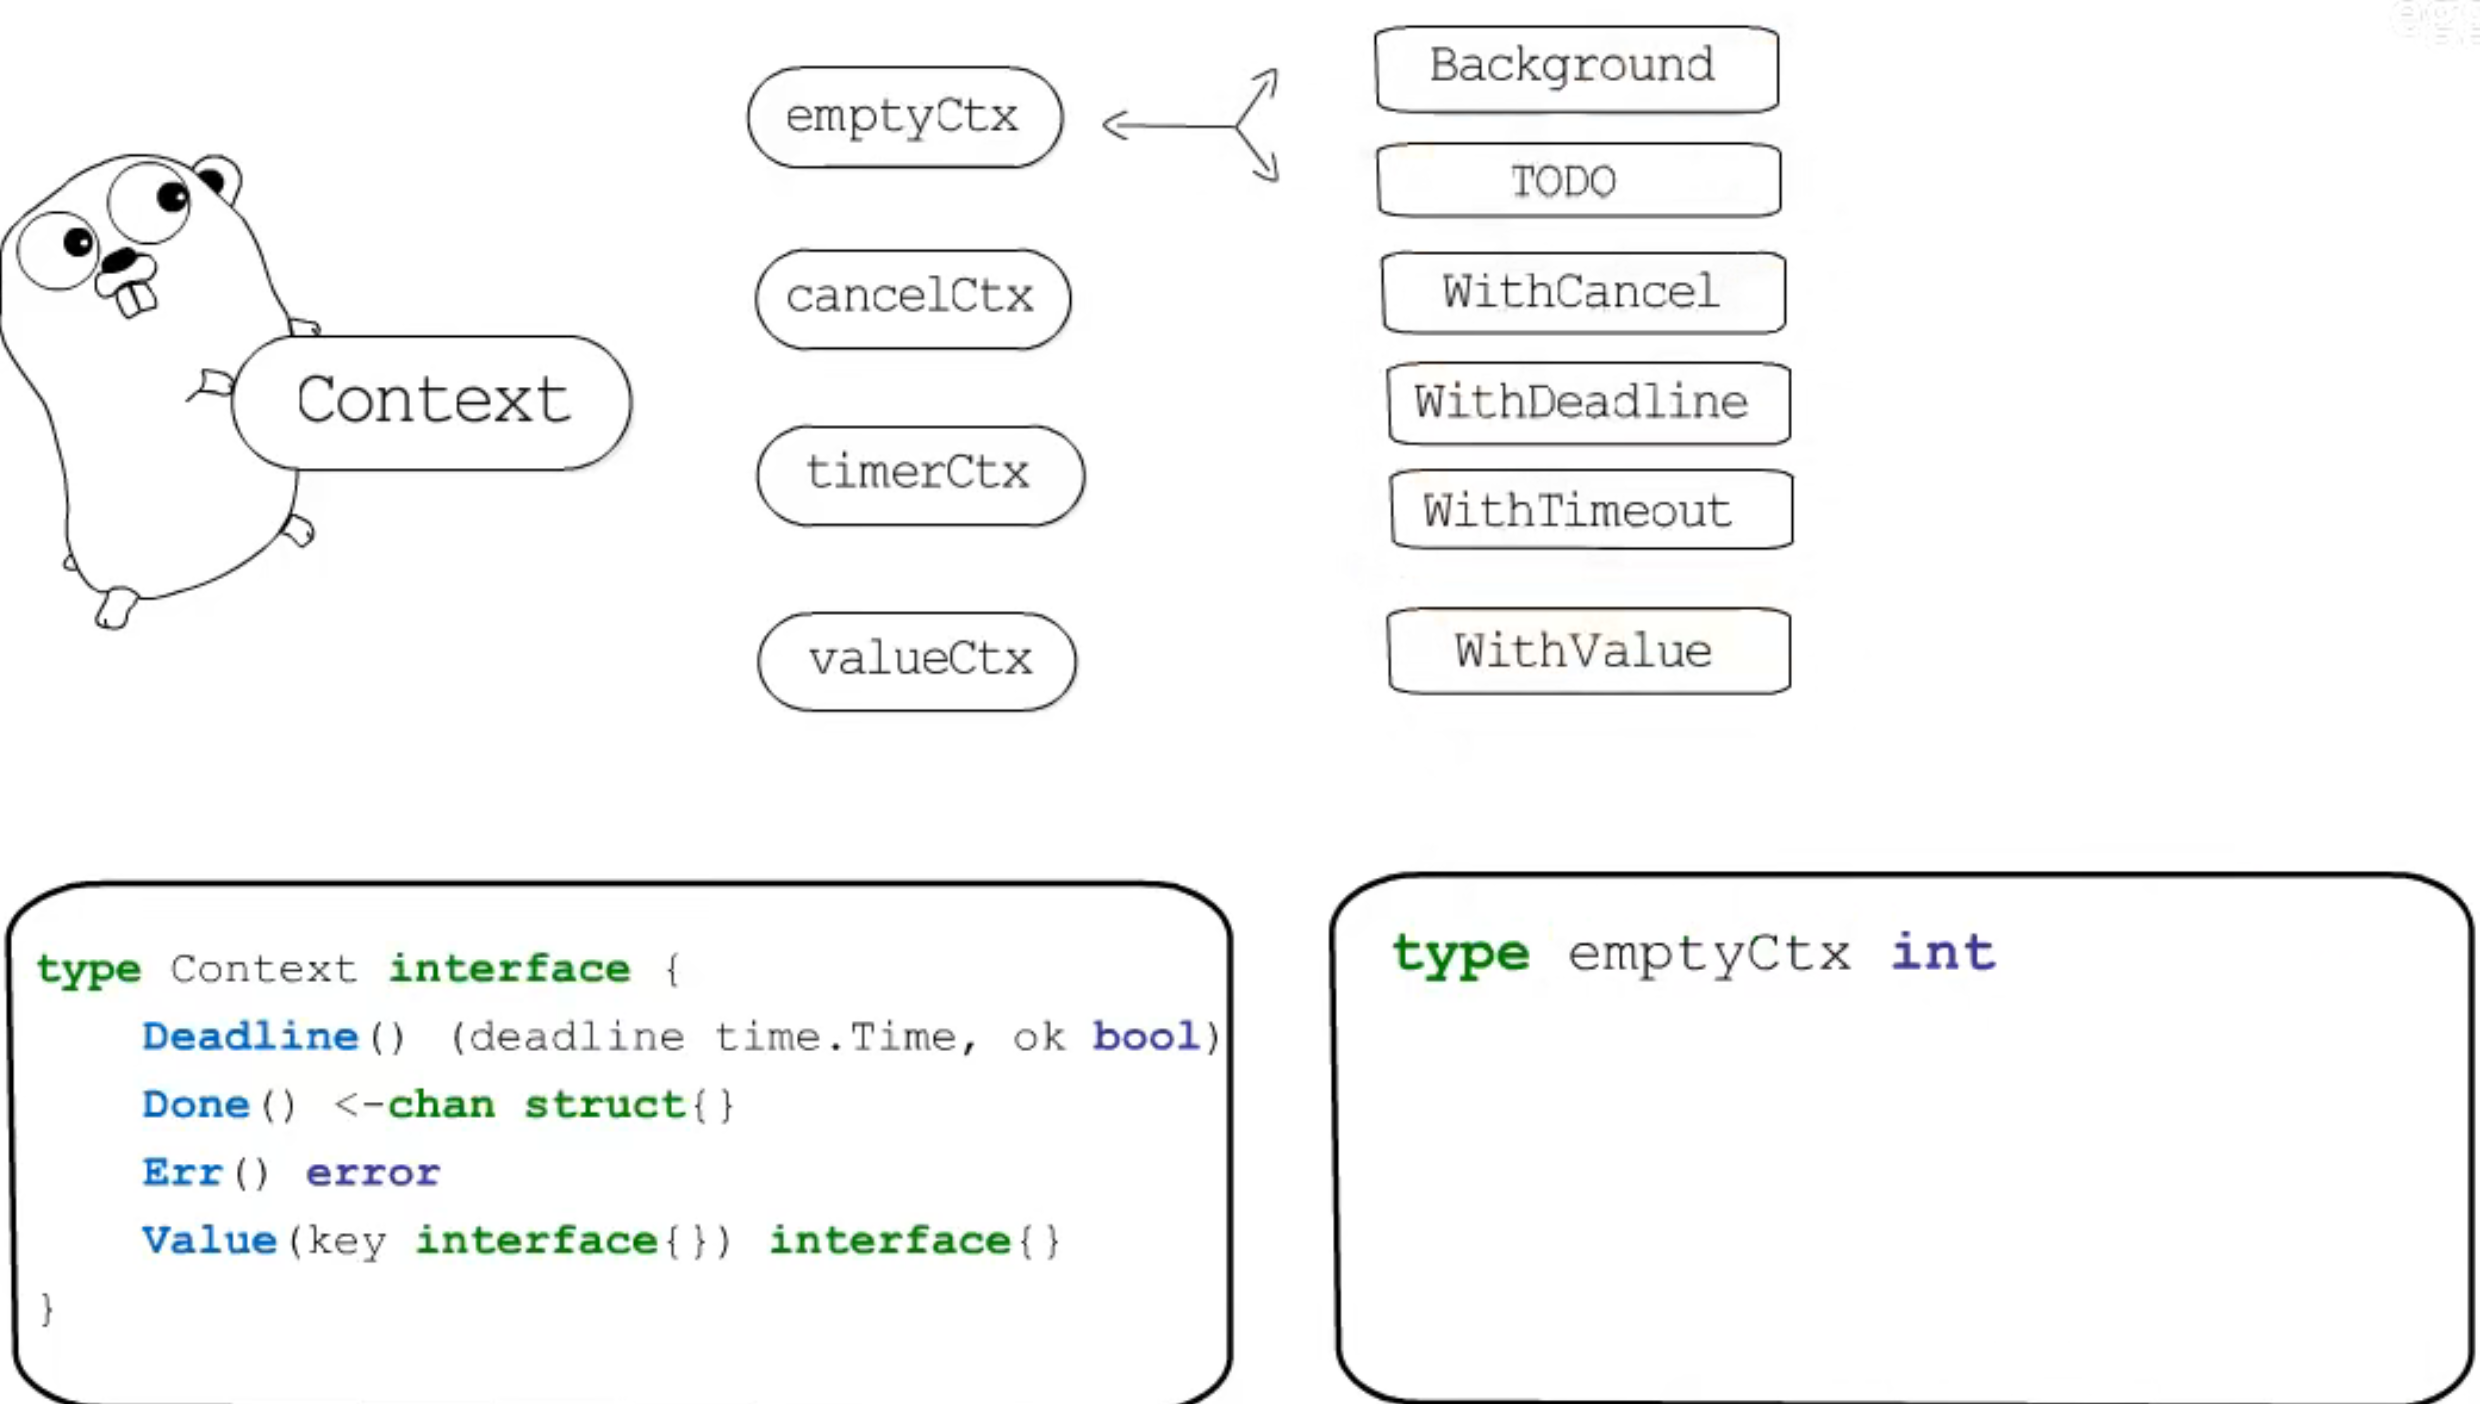 Background
emptyCtx
TODO
cancelCtx
WithCancel
Context
WithDeadline
timerCtx
WithTimeout
valueCtx
WithValue
type Context interface {
Deadline() (deadline time.Time, ok bool)
Done() <-chan struct{}
Err() error
Value(key interface{}) interface{}
}
type emptyCtx int